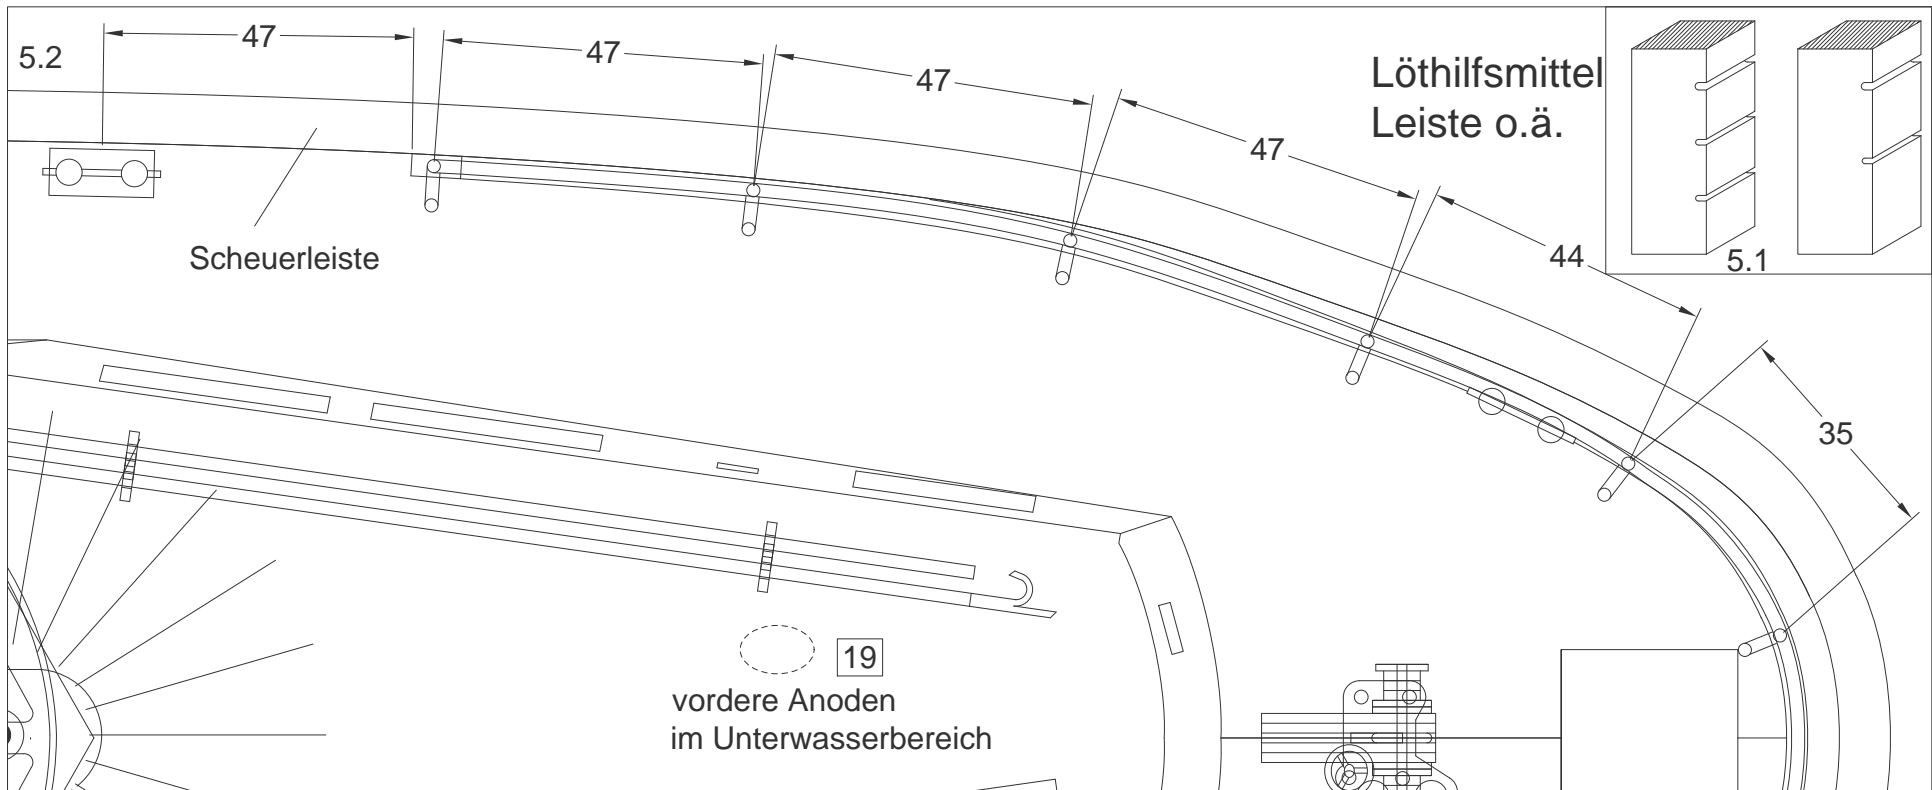 5.2
47
47
47
47
44
35
Löthilfsmittel
Leiste o.ä.
5.1
Scheuerleiste
19
vordere Anoden
im Unterwasserbereich